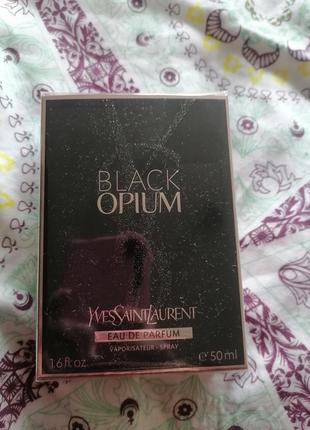 BLACK
OPIUM
YVESSAINTLAURENT
EAU DE PARFUM
VAPORISATEUR - SPRAY
1.6 fl. oz. e 50 ml